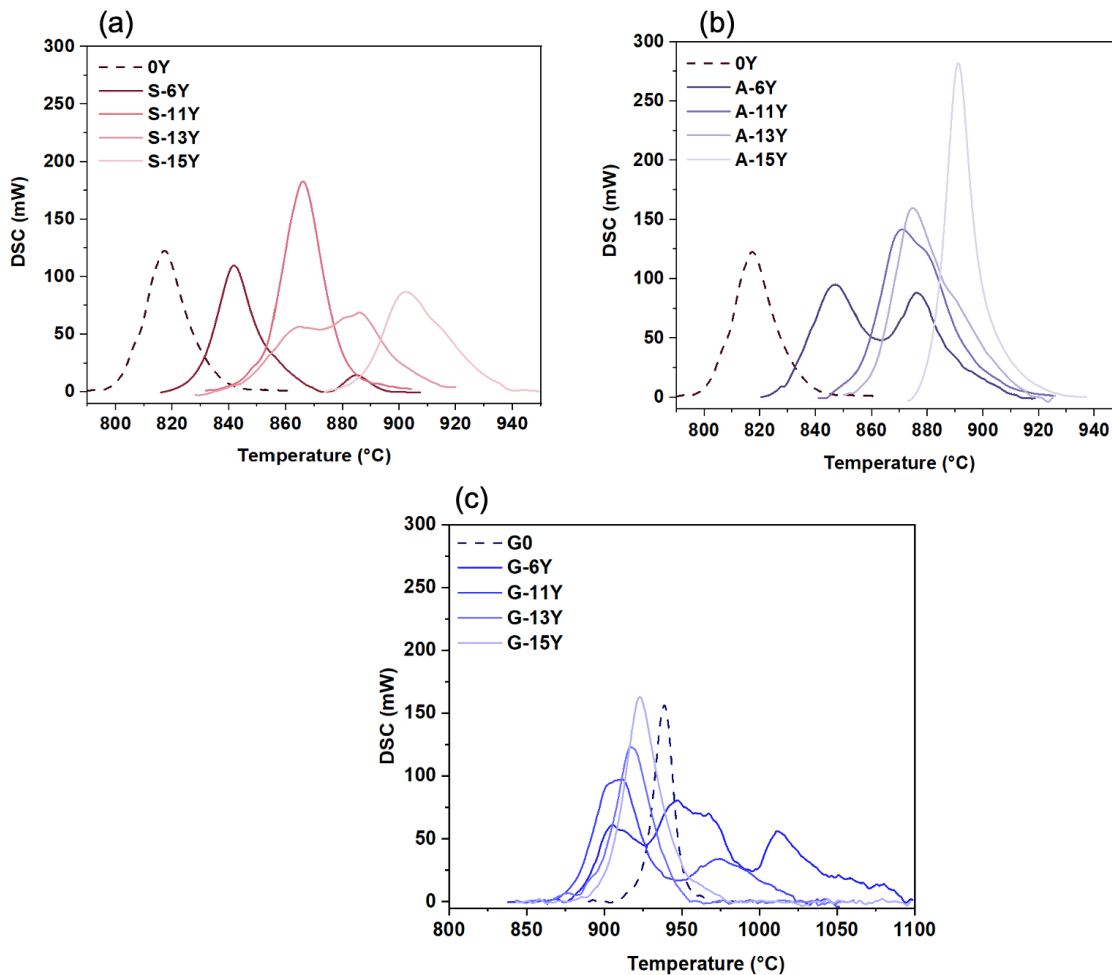 (a)
300
250
200
150
100
50
0
DSC (mW)
0Y
S-6Y
S-11Y
S-13Y
S-15Y
800 820 840 860 880 900 920 940
Temperature (°C)
(b)
300
250
200
150
100
50
0
DSC (mW)
0Y
A-6Y
A-11Y
A-13Y
A-15Y
800 820 840 860 880 900 920 940
Temperature (°C)
(c)
300
250
200
150
100
50
0
DSC (mW)
G0
G-6Y
G-11Y
G-13Y
G-15Y
800 850 900 950 1000 1050 1100
Temperature (°C)